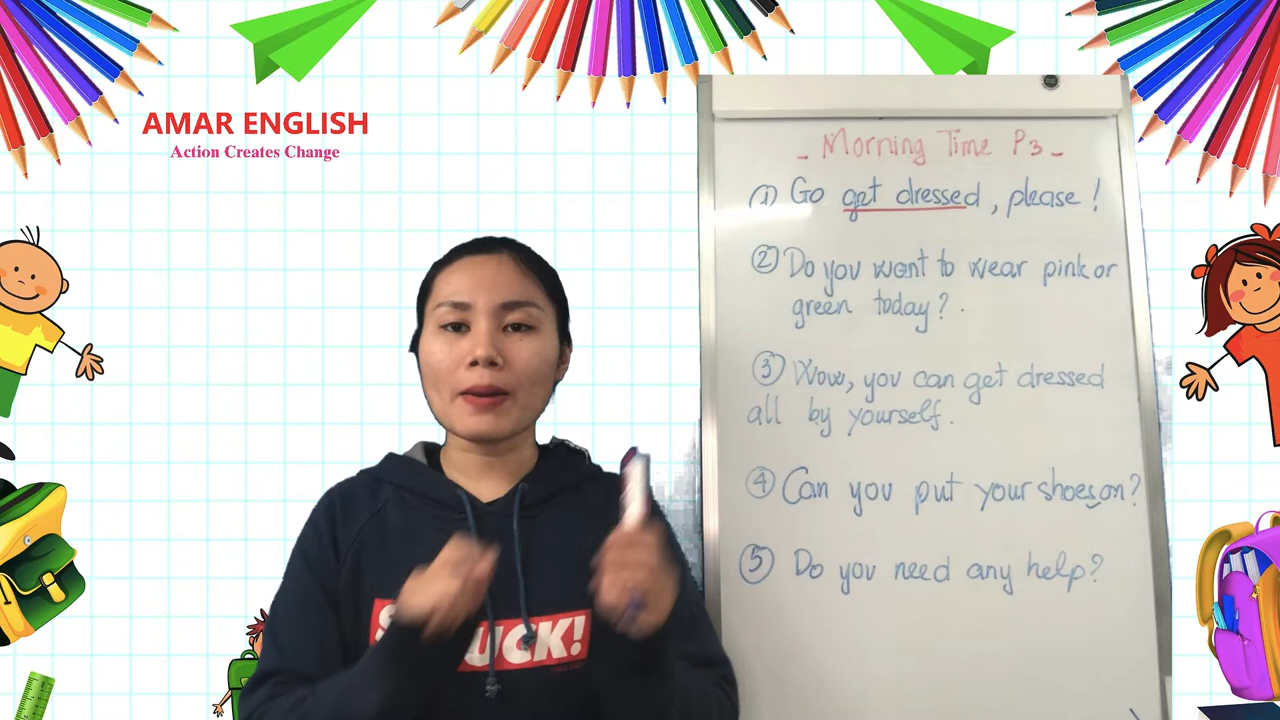 AMAR ENGLISH
Action Creates Change
- Morning Time P3 -
① Go get dressed, please!
② Do you want to wear pink or
green today?.
③ Wow, you can get dressed
all by yourself.
④ Can you put your shoes on?
⑤ Do you need any help?
UCK!